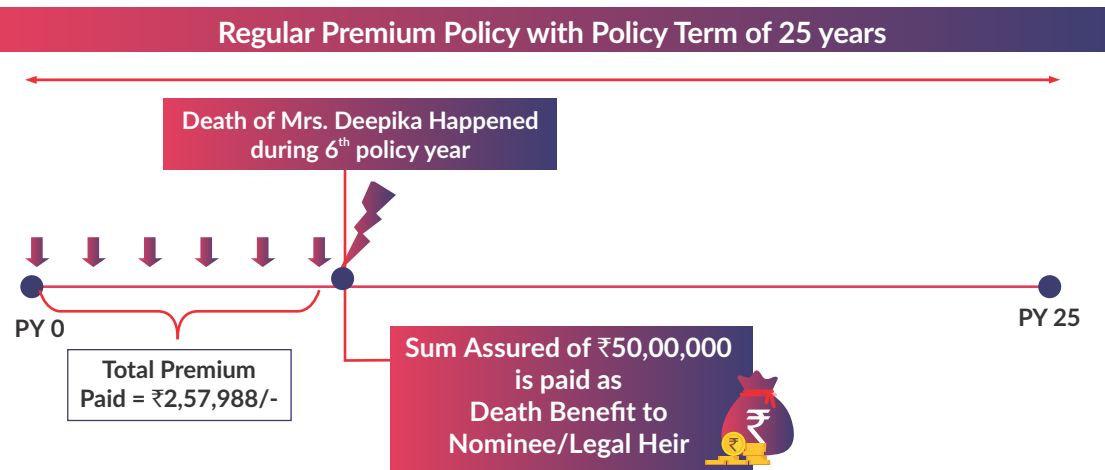 Regular Premium Policy with Policy Term of 25 years
Death of Mrs. Deepika Happened
during 6th policy year
PY 0
PY 25
Total Premium
Paid = ₹2,57,988/-
Sum Assured of ₹50,00,000
is paid as
Death Benefit to
Nominee/Legal Heir
₹
₹